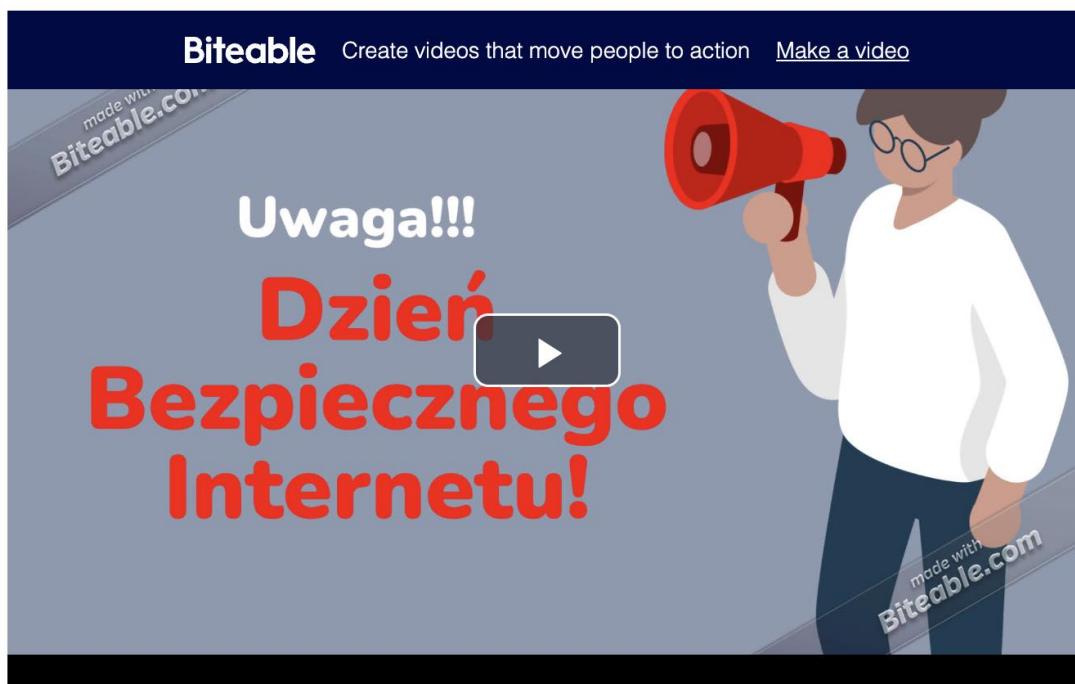 Biteable Create videos that move people to action Make a video
made with
Biteable.com
Uwaga!!!
Dzień
Bezpiecznego
Internetu!
made with
Biteable.com